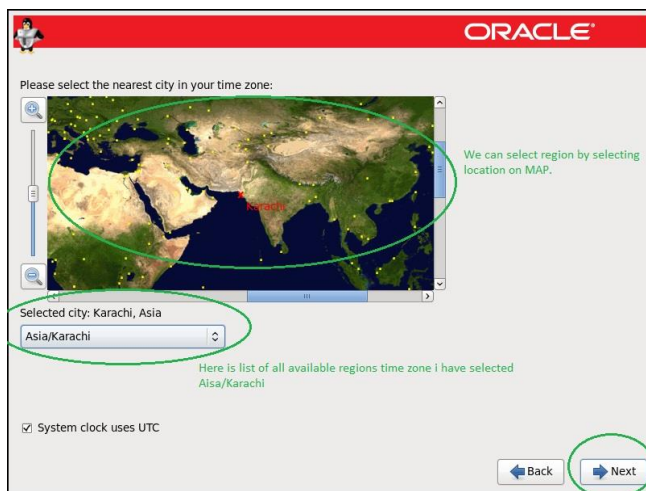 ORACLE®
Please select the nearest city in your time zone:
Karachi
We can select region by selecting
location on MAP.
Selected city: Karachi, Asia
Asia/Karachi
Here is list of all available regions time zone i have selected
Aisa/Karachi
System clock uses UTC
Back
Next